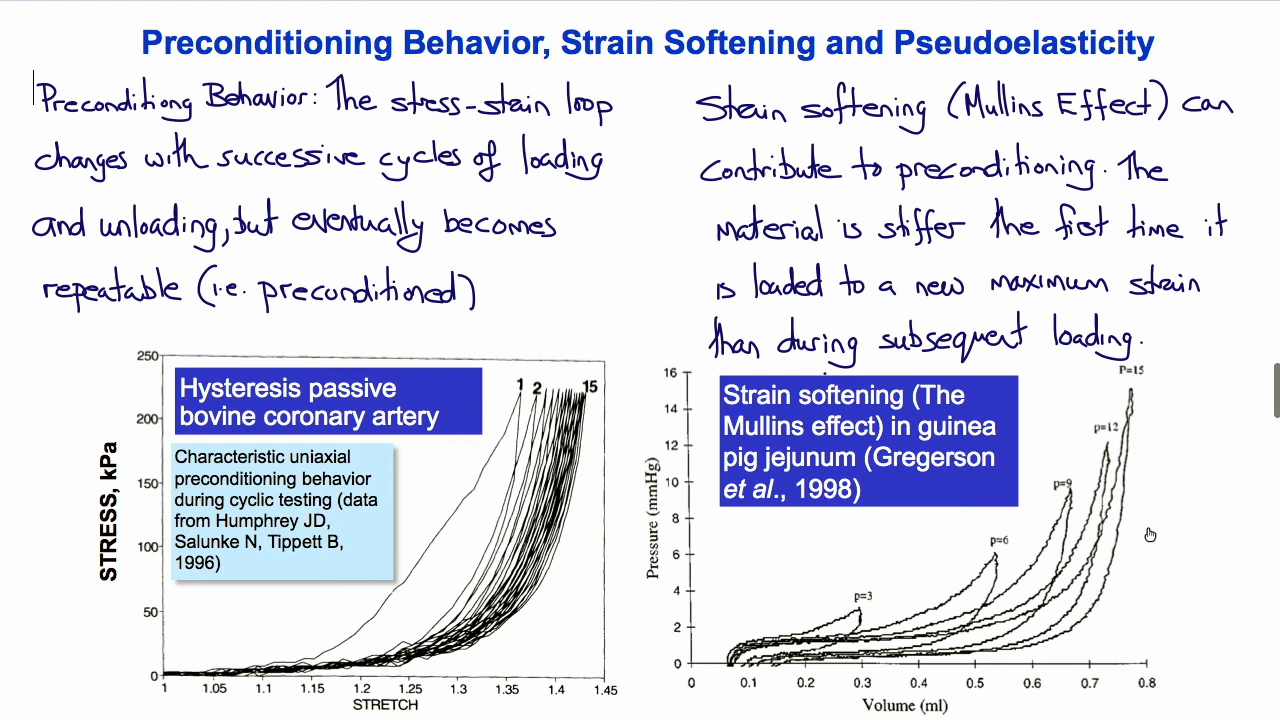 Preconditioning Behavior, Strain Softening and Pseudoelasticity
Preconditiong Behavior: The stress-stain loop
changes with successive cycles of loading
and unloading, but eventually becomes
repeatable (i.e. preconditioned)
Stain softening (Mullins Effect) can
contribute to preconditioning. The
material is stiffer the first time it
is loaded to a new maximum strain
than during subsequent loading.
250
200
150
100
50
0
STRESS, kPa
Hysteresis passive
bovine coronary artery
Characteristic uniaxial
preconditioning behavior
during cyclic testing (data
from Humphrey JD,
Salunke N, Tippett B,
1996)
1 2 15
1 1.05 1.1 1.15 1.2 1.25 1.3 1.35 1.4 1.45
STRETCH
16
14
12
10
8
6
4
2
0
Pressure (mmHg)
Strain softening (The
Mullins effect) in guinea
pig jejunum (Gregerson
et al., 1998)
P=15
p=12
p=9
p=6
p=3
0 0.1 0.2 0.3 0.4 0.5 0.6 0.7 0.8
Volume (ml)